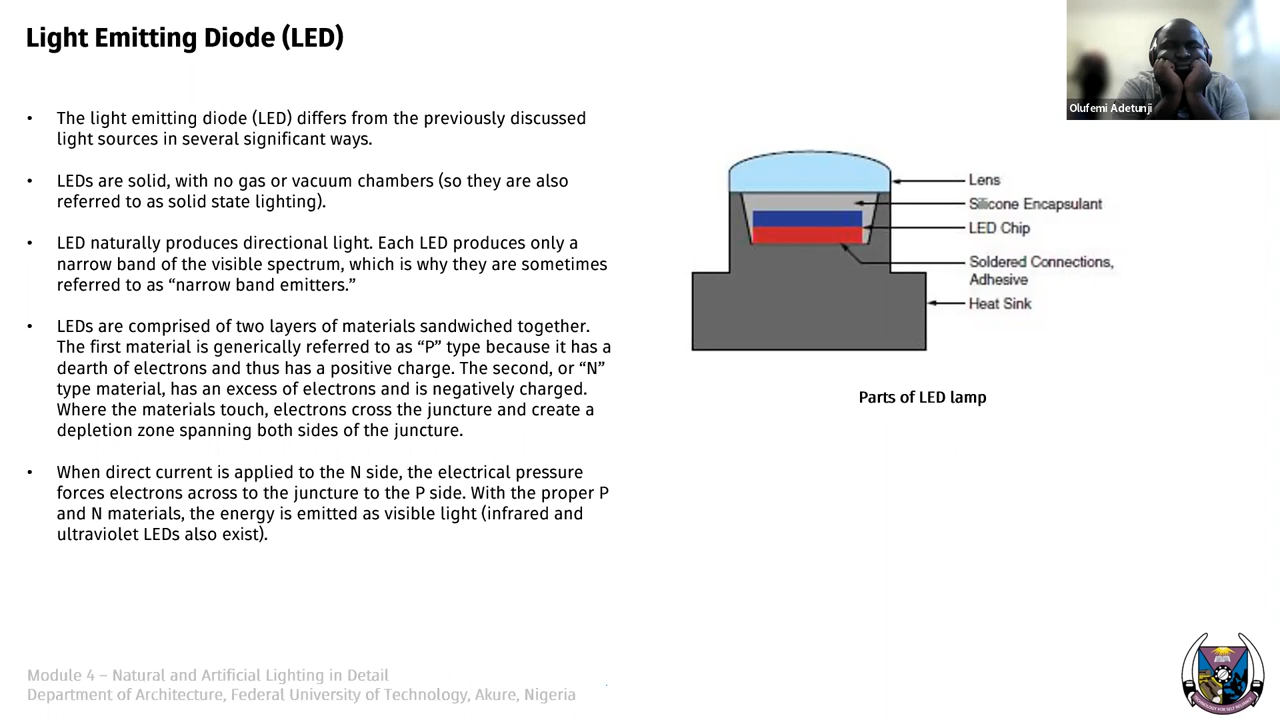 Light Emitting Diode (LED)
Olufemi Adetunji
• The light emitting diode (LED) differs from the previously discussed
light sources in several significant ways.
• LEDs are solid, with no gas or vacuum chambers (so they are also
referred to as solid state lighting).
• LED naturally produces directional light. Each LED produces only a
narrow band of the visible spectrum, which is why they are sometimes
referred to as “narrow band emitters.”
• LEDs are comprised of two layers of materials sandwiched together.
The first material is generically referred to as “P” type because it has a
dearth of electrons and thus has a positive charge. The second, or “N”
type material, has an excess of electrons and is negatively charged.
Where the materials touch, electrons cross the juncture and create a
depletion zone spanning both sides of the juncture.
• When direct current is applied to the N side, the electrical pressure
forces electrons across to the juncture to the P side. With the proper P
and N materials, the energy is emitted as visible light (infrared and
ultraviolet LEDs also exist).
Lens
Silicone Encapsulant
LED Chip
Soldered Connections,
Adhesive
Heat Sink
Parts of LED lamp
Module 4 – Natural and Artificial Lighting in Detail
Department of Architecture, Federal University of Technology, Akure, Nigeria